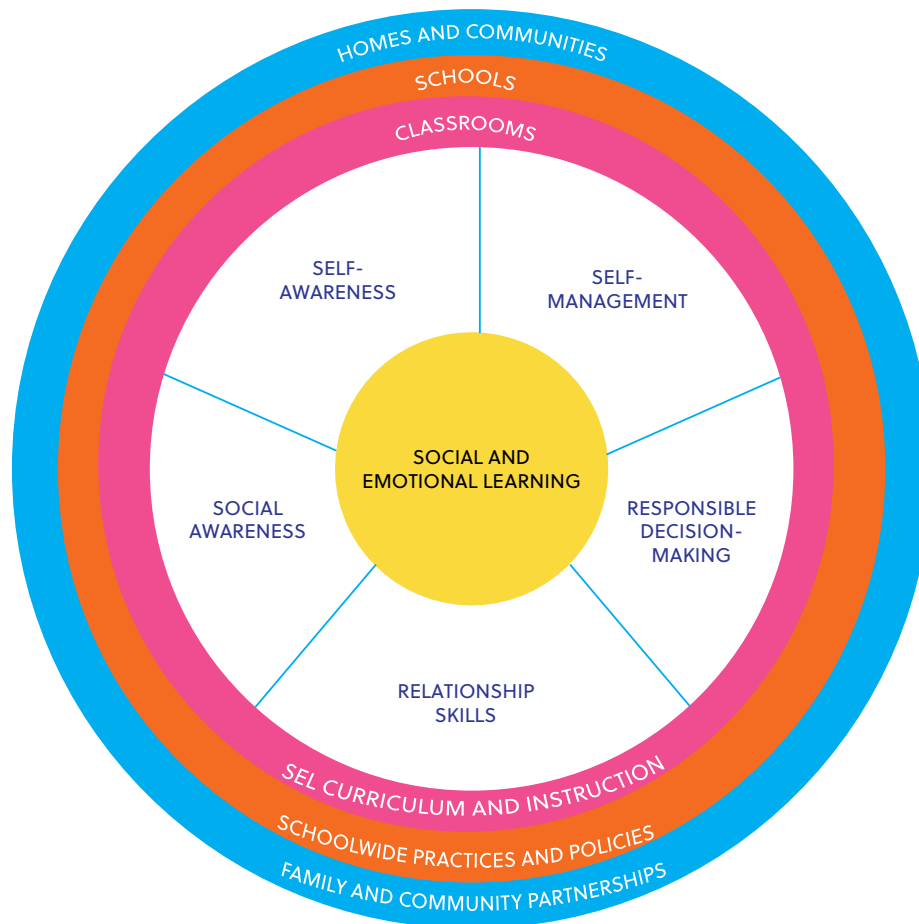 HOMES AND COMMUNITIES
SCHOOLS
CLASSROOMS
SELF-
AWARENESS
SELF-
MANAGEMENT
SOCIAL AND
EMOTIONAL LEARNING
SOCIAL
AWARENESS
RESPONSIBLE
DECISION-
MAKING
RELATIONSHIP
SKILLS
SEL CURRICULUM AND INSTRUCTION
SCHOOLWIDE PRACTICES AND POLICIES
FAMILY AND COMMUNITY PARTNERSHIPS